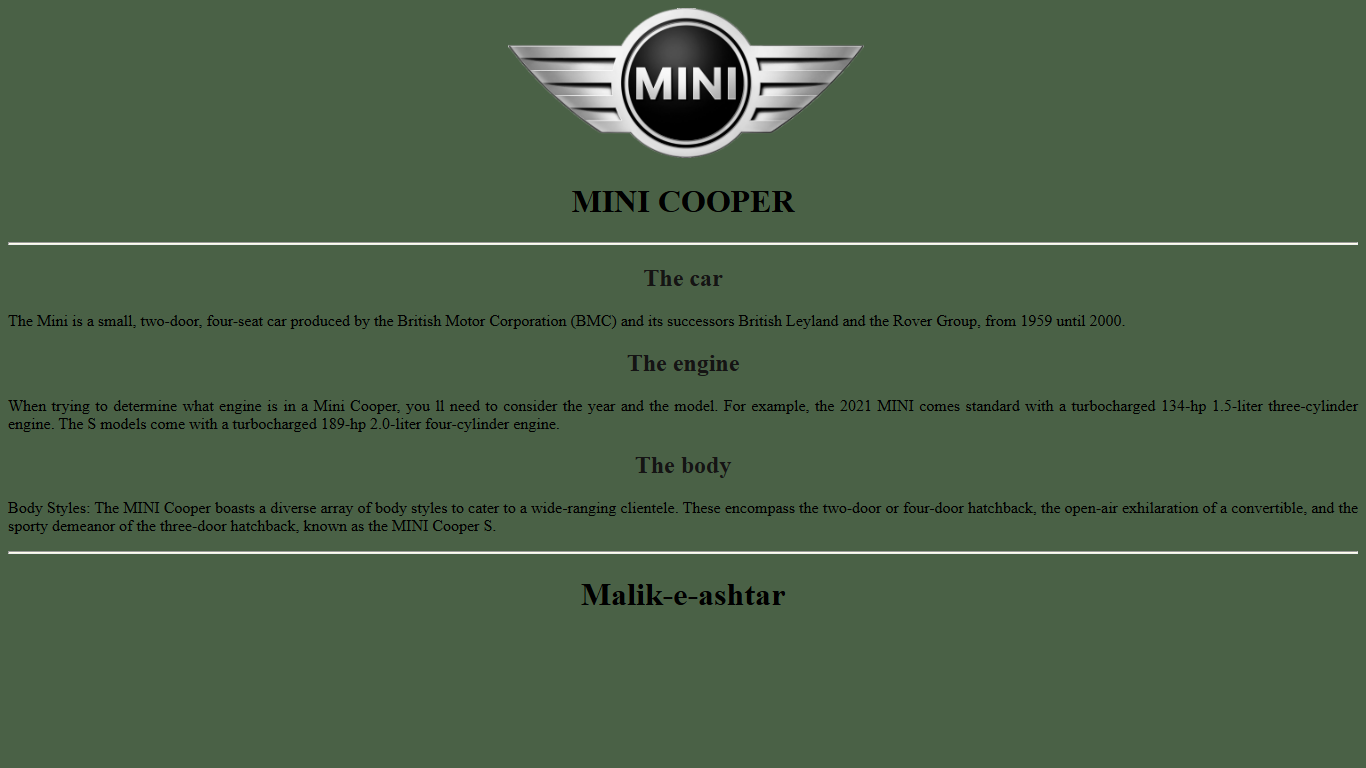 MINI
MINI COOPER
The car
The Mini is a small, two-door, four-seat car produced by the British Motor Corporation (BMC) and its successors British Leyland and the Rover Group, from 1959 until 2000.
The engine
When trying to determine what engine is in a Mini Cooper, you ll need to consider the year and the model. For example, the 2021 MINI comes standard with a turbocharged 134-hp 1.5-liter three-cylinder
engine. The S models come with a turbocharged 189-hp 2.0-liter four-cylinder engine.
The body
Body Styles: The MINI Cooper boasts a diverse array of body styles to cater to a wide-ranging clientele. These encompass the two-door or four-door hatchback, the open-air exhilaration of a convertible, and the
sporty demeanor of the three-door hatchback, known as the MINI Cooper S.
Malik-e-ashtar